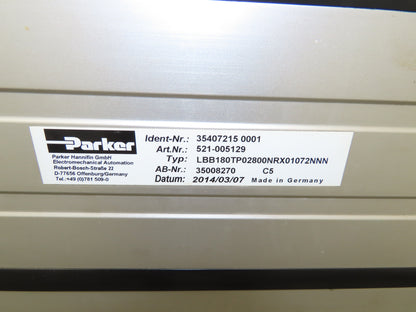 Parker
Parker Hannifin GmbH
Electromechanical Automation
Robert-Bosch-Straße 22
D-77656 Offenburg/Germany
Tel.:+49 (0)781 509-0
Ident-Nr.: 35407215 0001
Art.Nr.: 521-005129
Typ: LBB180TP02800NRX01072NNN
AB-Nr.: 35008270 C5
Datum: 2014/03/07 Made in Germany